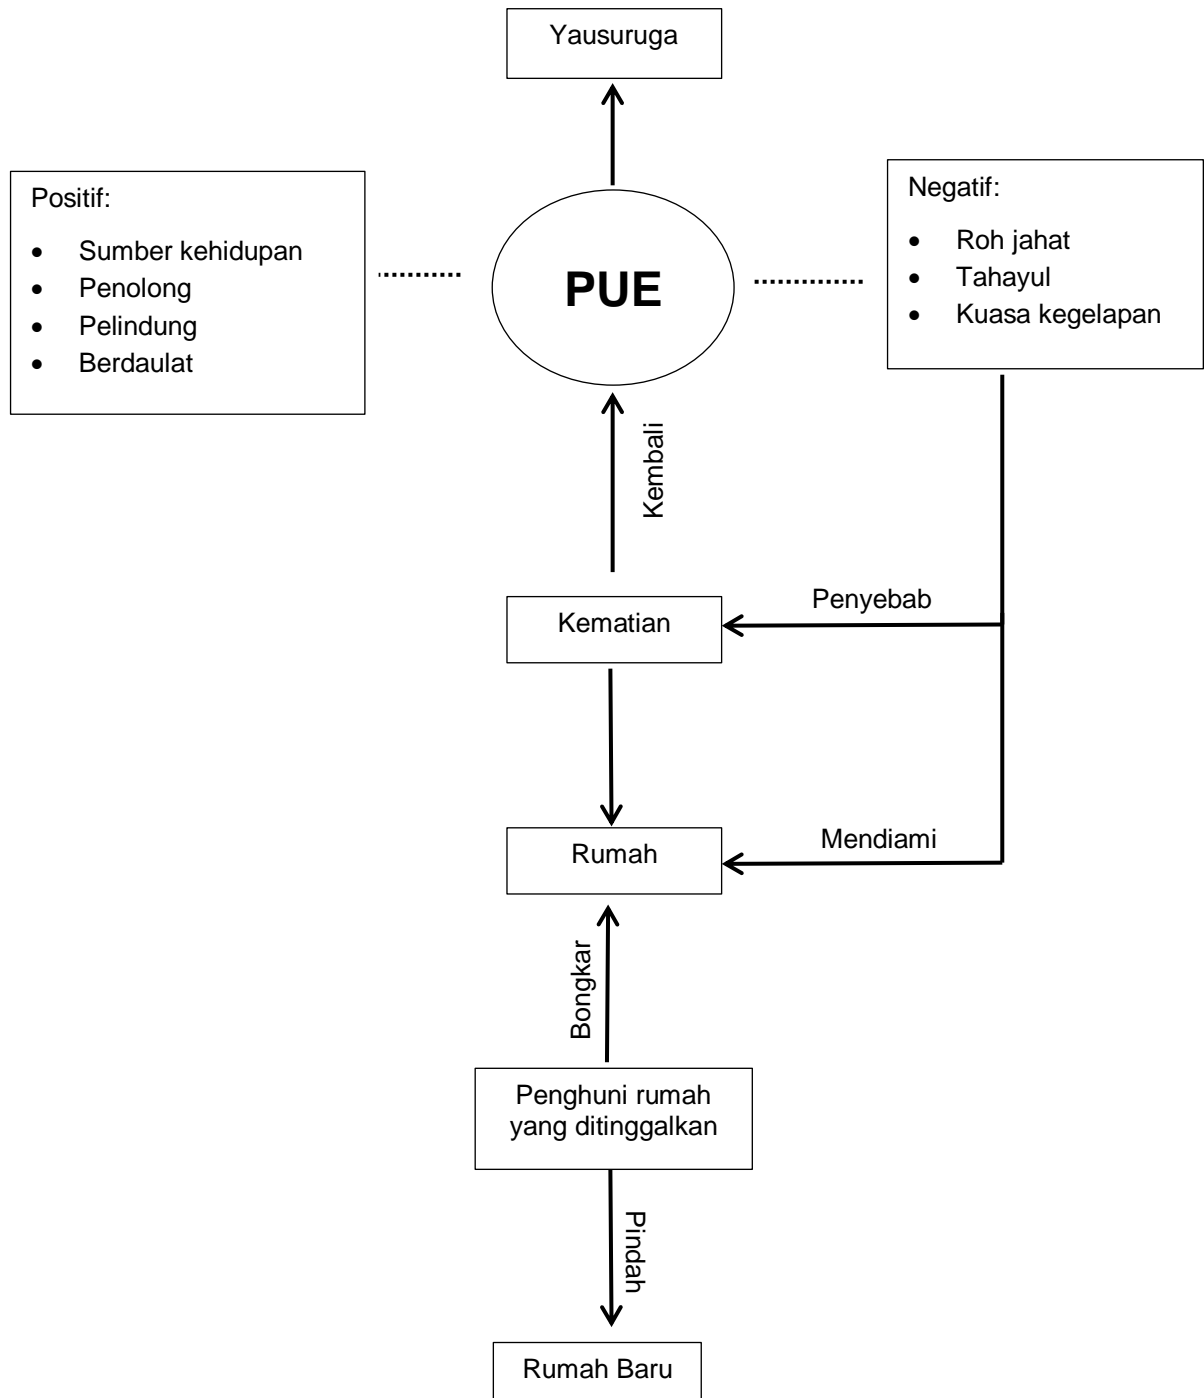 Yausuruga
Positif:
• Sumber kehidupan
• Penolong
• Pelindung
• Berdaulat
PUE
Negatif:
• Roh jahat
• Tahayul
• Kuasa kegelapan
Kembali
Kematian
Penyebab
Rumah
Mendiami
Bongkar
Penghuni rumah
yang ditinggalkan
Pindah
Rumah Baru